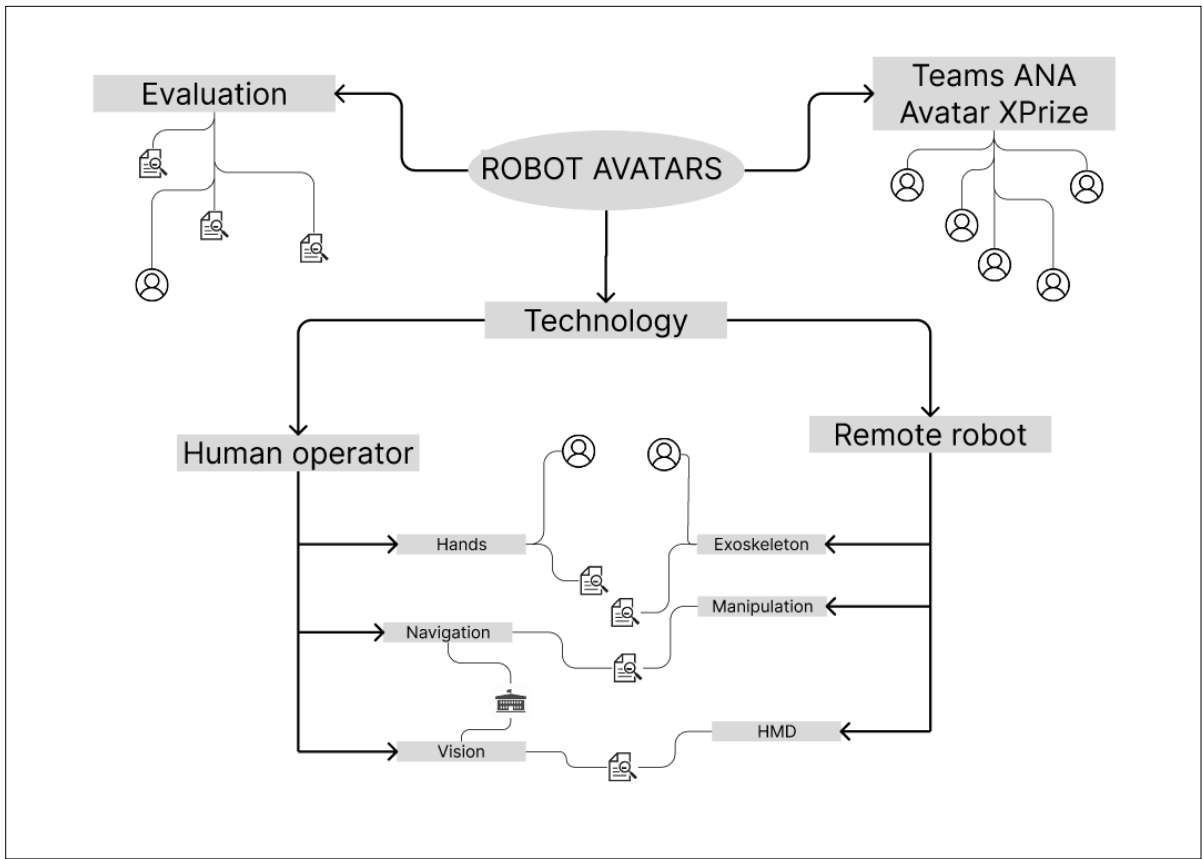 Evaluation
Teams ANA
Avatar XPrize
ROBOT AVATARS
Technology
Human operator
Remote robot
Hands
Exoskeleton
Navigation
Manipulation
Vision
HMD